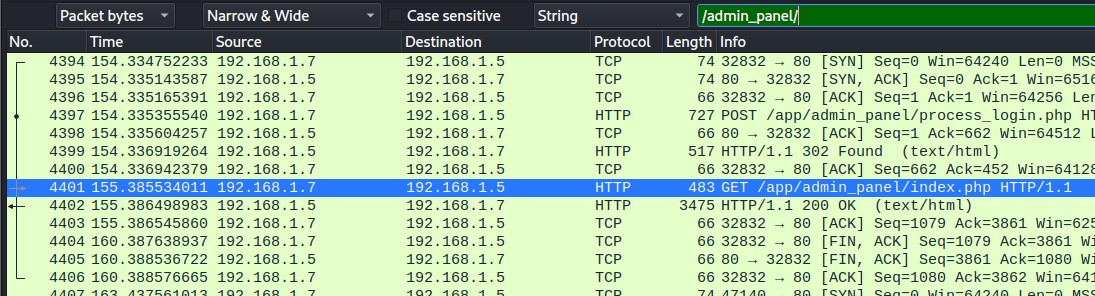 Packet bytes Narrow & Wide Case sensitive String /admin_panel/
No. Time Source Destination Protocol Length Info
4394 154.334752233 192.168.1.7 192.168.1.5 TCP 74 32832 → 80 [SYN] Seq=0 Win=64240 Len=0 MSS
4395 154.335143587 192.168.1.5 192.168.1.7 TCP 74 80 → 32832 [SYN, ACK] Seq=0 Ack=1 Win=6516
4396 154.335165391 192.168.1.7 192.168.1.5 TCP 66 32832 → 80 [ACK] Seq=1 Ack=1 Win=64256 Le
4397 154.335355540 192.168.1.7 192.168.1.5 HTTP 727 POST /app/admin_panel/process_login.php HT
4398 154.335604257 192.168.1.5 192.168.1.7 TCP 66 80 → 32832 [ACK] Seq=1 Ack=662 Win=64512 L
4399 154.336919264 192.168.1.5 192.168.1.7 HTTP 517 HTTP/1.1 302 Found (text/html)
4400 154.336942379 192.168.1.7 192.168.1.5 TCP 66 32832 → 80 [ACK] Seq=662 Ack=452 Win=64128
4401 155.385534011 192.168.1.7 192.168.1.5 HTTP 483 GET /app/admin_panel/index.php HTTP/1.1
4402 155.386498983 192.168.1.5 192.168.1.7 HTTP 3475 HTTP/1.1 200 OK (text/html)
4403 155.386545860 192.168.1.7 192.168.1.5 TCP 66 32832 → 80 [ACK] Seq=1079 Ack=3861 Win=625
4404 160.387638937 192.168.1.7 192.168.1.5 TCP 66 32832 → 80 [FIN, ACK] Seq=1079 Ack=3861 W
4405 160.388536722 192.168.1.5 192.168.1.7 TCP 66 80 → 32832 [FIN, ACK] Seq=3861 Ack=1080 W
4406 160.388576665 192.168.1.7 192.168.1.5 TCP 66 32832 → 80 [ACK] Seq=1080 Ack=3862 Win=641
4407 163.437561013 192.168.1.7 192.168.1.5 TCP 74 47140 → 80 [SYN] Seq=0 Win=64240 Len=0 MSS